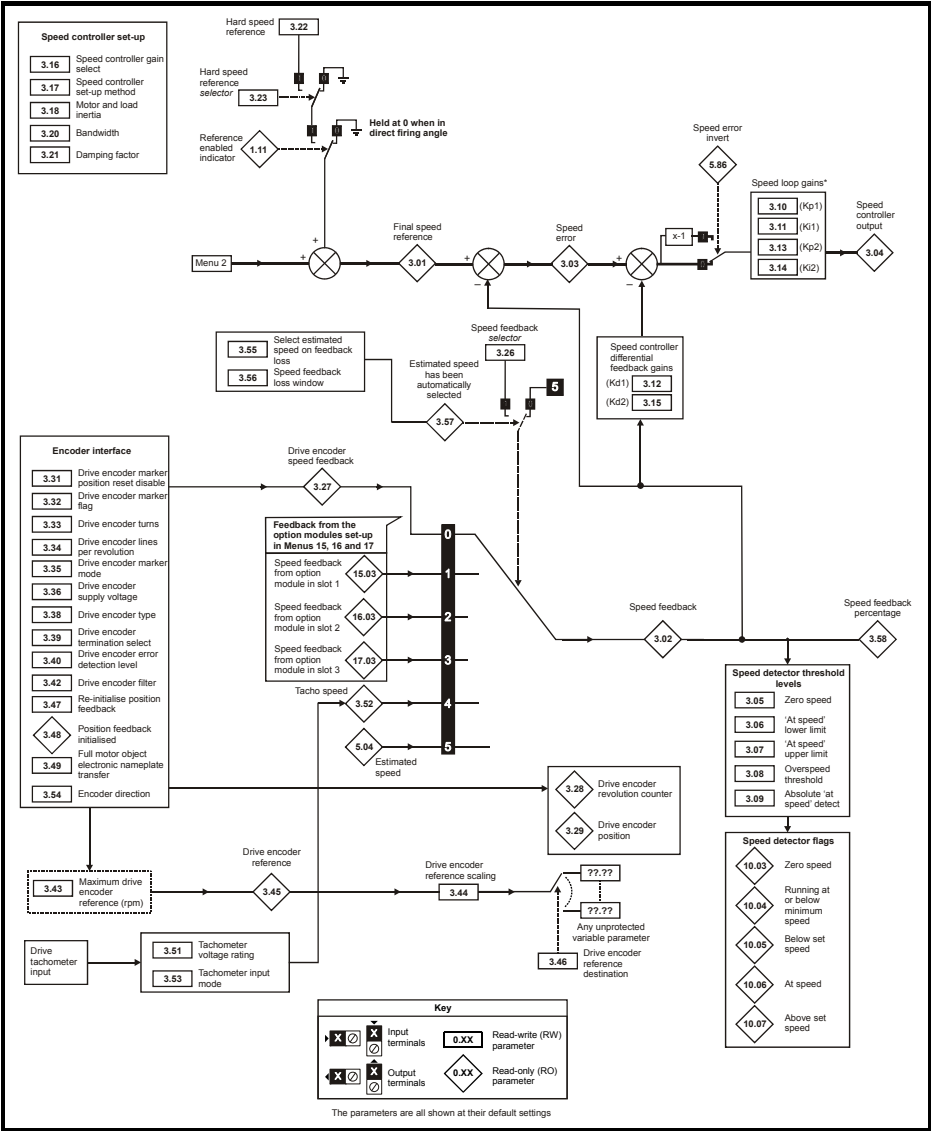 Speed controller set-up
3.16
Speed controller gain
select
3.17
Speed controller
set-up method
3.18
Motor and load
inertia
3.20
Bandwidth
3.21
Damping factor
Hard speed
reference
3.22
Hard speed
reference
selector
3.23
1
0
Reference
enabled
indicator
1.11
1
0
Held at 0 when in
direct firing angle
Menu 2
+
+
Final speed
reference
3.01
+
_
Speed
error
3.03
+
_
x-1
1
0
Speed error
invert
5.86
Speed loop gains*
3.10
(Kp1)
3.11
(Ki1)
3.13
(Kp2)
3.14
(Ki2)
Speed
controller
output
3.04
3.55
Select estimated
speed on feedback
loss
3.56
Speed feedback
loss window
Speed feedback
selector
3.26
Estimated speed
has been
automatically
selected
3.57
5
Speed controller
differential
feedback gains
(Kd1)
3.12
(Kd2)
3.15
Encoder interface
3.31
Drive encoder marker
position reset disable
3.32
Drive encoder marker
flag
3.33
Drive encoder turns
3.34
Drive encoder lines
per revolution
3.35
Drive encoder marker
mode
3.36
Drive encoder
supply voltage
3.38
Drive encoder type
3.39
Drive encoder
termination select
3.40
Drive encoder error
detection level
3.42
Drive encoder filter
3.47
Re-initialise position
feedback
3.48
Position feedback
initialised
3.49
Full motor object
electronic nameplate
transfer
3.54
Encoder direction
Drive encoder
speed feedback
3.27
Feedback from the
option modules set-up
in Menus 15, 16 and 17
Speed feedback
from option
module in slot 1
15.03
Speed feedback
from option
module in slot 2
16.03
Speed feedback
from option
module in slot 3
17.03
Tacho speed
3.52
5.04
Estimated
speed
0
1
2
3
4
5
Speed feedback
3.02
Speed feedback
percentage
3.58
Speed detector threshold
levels
3.05
Zero speed
3.06
‘At speed’
lower limit
3.07
‘At speed’
upper limit
3.08
Overspeed
threshold
3.09
Absolute ‘at
speed’ detect
3.28
Drive encoder
revolution counter
3.29
Drive encoder
position
Speed detector flags
10.03
Zero speed
10.04
Running at
or below
minimum
speed
10.05
Below set
speed
10.06
At speed
10.07
Above set
speed
3.43
Maximum drive
encoder
reference (rpm)
Drive encoder
reference
3.45
Drive encoder
reference scaling
3.44
??.??
??.??
Any unprotected
variable parameter
3.46
Drive encoder
reference
destination
Drive
tachometer
input
3.51
Tachometer
voltage rating
3.53
Tachometer input
mode
Key
X
X
Input
terminals
0.XX
Read-write (RW)
parameter
X
X
Output
terminals
0.XX
Read-only (RO)
parameter
The parameters are all shown at their default settings